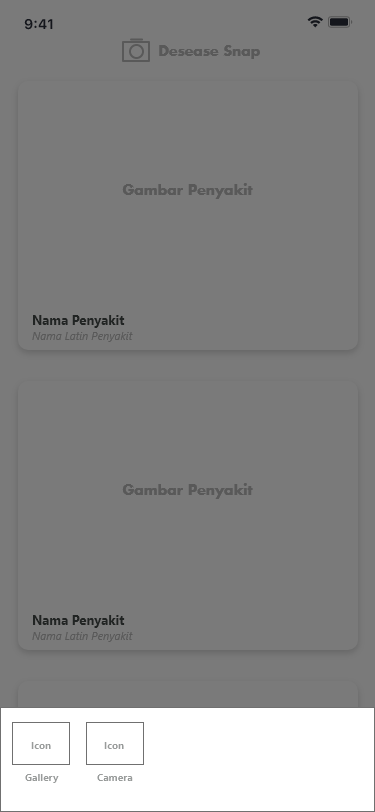 9:41
Desease Snap
Gambar Penyakit
Nama Penyakit
Nama Latin Penyakit
Gambar Penyakit
Nama Penyakit
Nama Latin Penyakit
Icon Icon
Gallery Camera